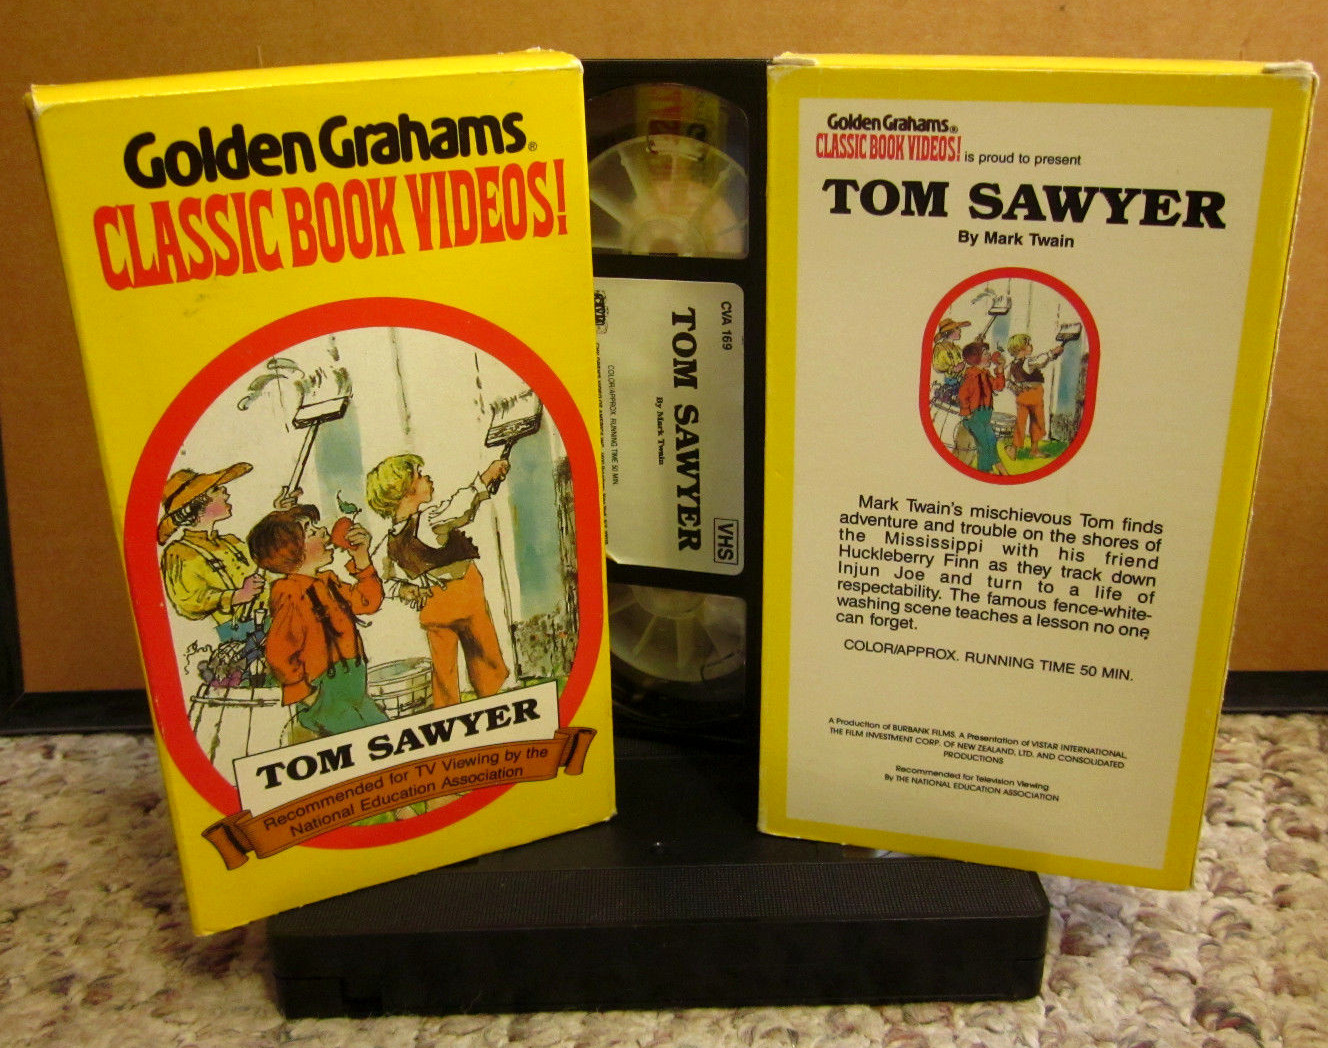 Golden Grahams®
CLASSIC BOOK VIDEOS!
TOM SAWYER
Recommended for TV Viewing by the
National Education Association
CVA 169
TOM SAWYER
By Mark Twain
COLOR/APPROX. RUNNING TIME 50 MIN.
VHS
Golden Grahams®
CLASSIC BOOK VIDEOS! is proud to present
TOM SAWYER
By Mark Twain
Mark Twain's mischievous Tom finds
adventure and trouble on the shores of
the Mississippi with his friend
Huckleberry Finn as they track down
Injun Joe and turn to a life of
respectability. The famous fence-white-
washing scene teaches a lesson no one
can forget.
COLOR/APPROX. RUNNING TIME 50 MIN.
A Production of BURBANK FILMS. A Presentation of VISTAR INTERNATIONAL,
THE FILM INVESTMENT CORP. OF NEW ZEALAND, LTD. AND CONSOLIDATED
PRODUCTIONS
Recommended for Television Viewing
By THE NATIONAL EDUCATION ASSOCIATION